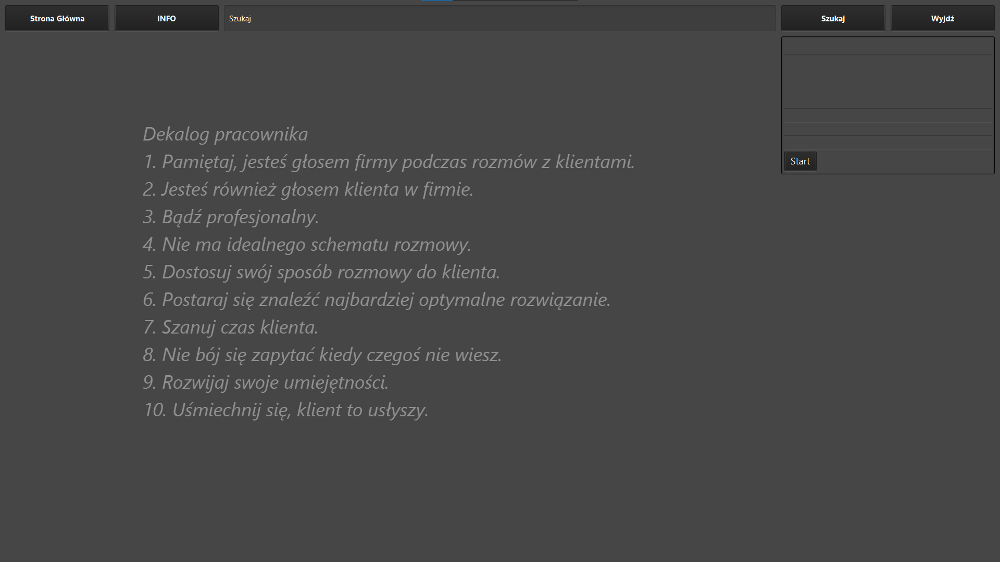 Strona Główna
INFO
Szukaj
Szukaj
Wyjdź
Start
Dekalog pracownika
1. Pamiętaj, jesteś głosem firmy podczas rozmów z klientami.
2. Jesteś również głosem klienta w firmie.
3. Bądź profesjonalny.
4. Nie ma idealnego schematu rozmowy.
5. Dostosuj swój sposób rozmowy do klienta.
6. Postaraj się znaleźć najbardziej optymalne rozwiązanie.
7. Szanuj czas klienta.
8. Nie bój się zapytać kiedy czegoś nie wiesz.
9. Rozwijaj swoje umiejętności.
10. Uśmiechnij się, klient to usłyszy.